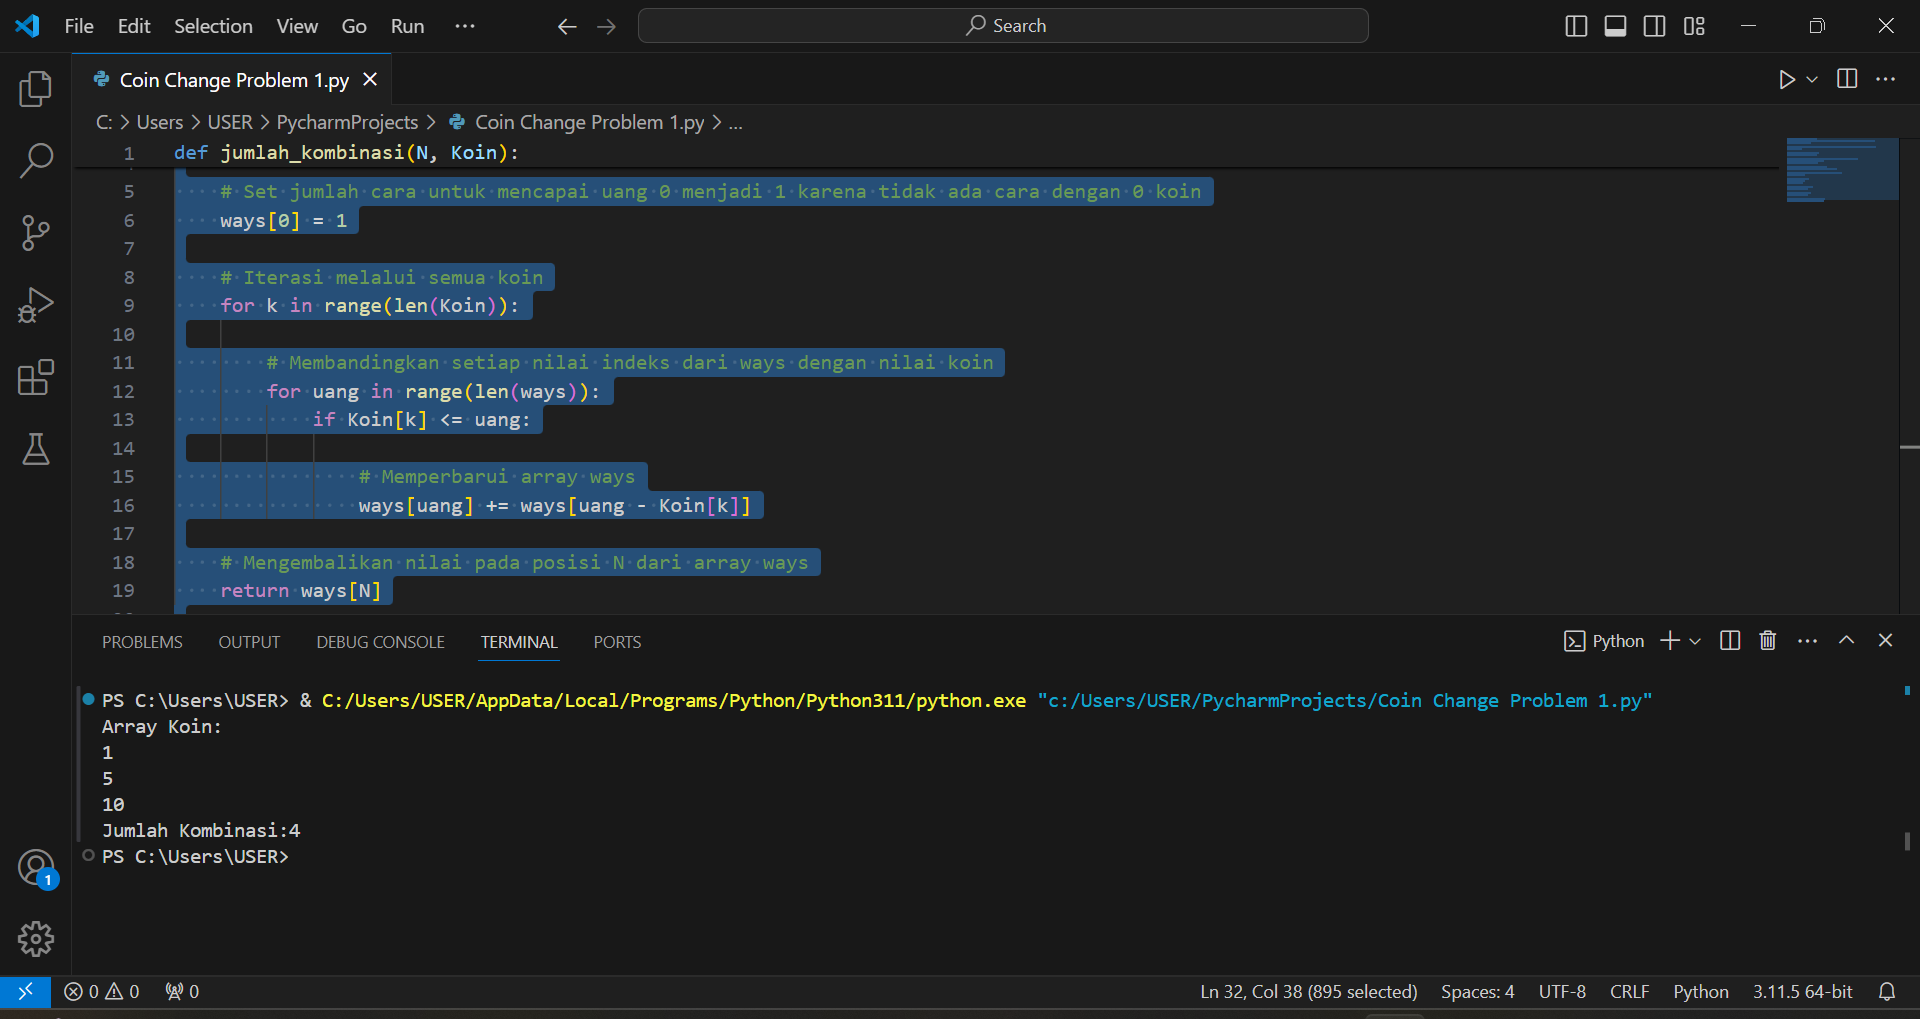 File Edit Selection View Go Run ··· Search
Coin Change Problem 1.py
C: > Users > USER > PycharmProjects > Coin Change Problem 1.py > ...
1 def jumlah_kombinasi(N, Koin):
5 # Set jumlah cara untuk mencapai uang 0 menjadi 1 karena tidak ada cara dengan 0 koin
6 ways[0] = 1
7
8 # Iterasi melalui semua koin
9 for k in range(len(Koin)):
10
11 # Membandingkan setiap nilai indeks dari ways dengan nilai koin
12 for uang in range(len(ways)):
13 if Koin[k] <= uang:
14
15 # Memperbarui array ways
16 ways[uang] += ways[uang - Koin[k]]
17
18 # Mengembalikan nilai pada posisi N dari array ways
19 return ways[N]
PROBLEMS OUTPUT DEBUG CONSOLE TERMINAL PORTS Python
PS C:\Users\USER> & C:/Users/USER/AppData/Local/Programs/Python/Python311/python.exe "c:/Users/USER/PycharmProjects/Coin Change Problem 1.py"
Array Koin:
1
5
10
Jumlah Kombinasi:4
PS C:\Users\USER>
1
0 0 0 Ln 32, Col 38 (895 selected) Spaces: 4 UTF-8 CRLF Python 3.11.5 64-bit